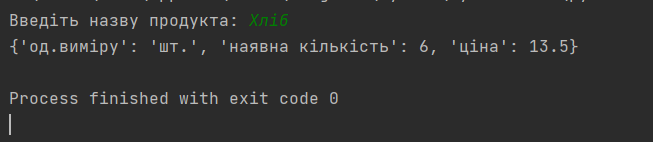 Введіть назву продукта: Хліб
{'од.виміру': 'шт.', 'наявна кількість': 6, 'ціна': 13.5}
Process finished with exit code 0